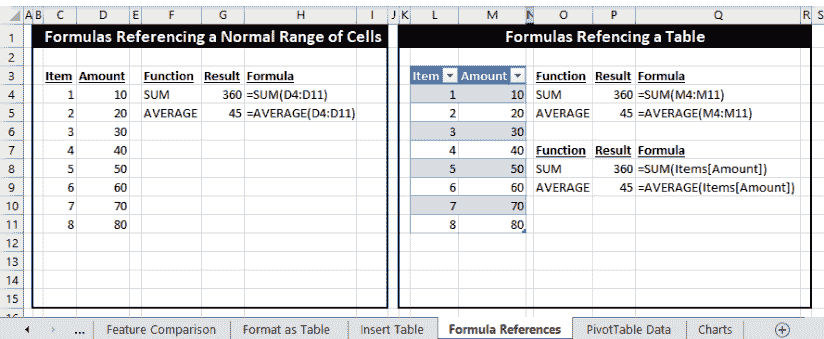 A B C D E F G H I J K L M N O P Q R S
1 Formulas Referencing a Normal Range of Cells Formulas Refencing a Table
2
3 Item Amount Function Result Formula Item Amount Function Result Formula
4 1 10 SUM 360 =SUM(D4:D11) 1 10 SUM 360 =SUM(M4:M11)
5 2 20 AVERAGE 45 =AVERAGE(D4:D11) 2 20 AVERAGE 45 =AVERAGE(M4:M11)
6 3 30 3 30
7 4 40 4 40 Function Result Formula
8 5 50 5 50 SUM 360 =SUM(Items[Amount])
9 6 60 6 60 AVERAGE 45 =AVERAGE(Items[Amount])
10 7 70 7 70
11 8 80 8 80
12
13
14
15
16
... Feature Comparison Format as Table Insert Table Formula References PivotTable Data Charts